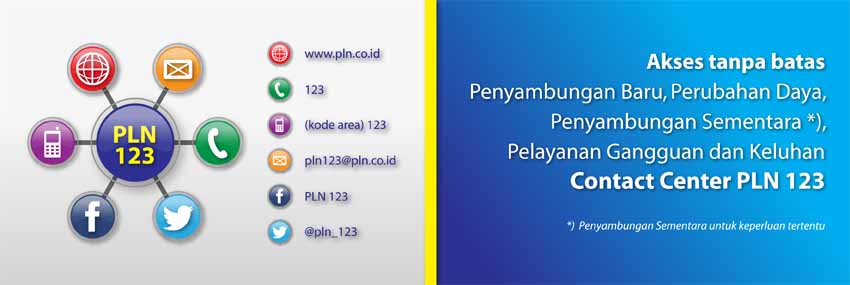 PLN
123
www.pln.co.id
123
(kode area) 123
pln123@pln.co.id
PLN 123
@pln_123
Akses tanpa batas
Penyambungan Baru, Perubahan Daya,
Penyambungan Sementara *),
Pelayanan Gangguan dan Keluhan
Contact Center PLN 123
*) Penyambungan Sementara untuk keperluan tertentu